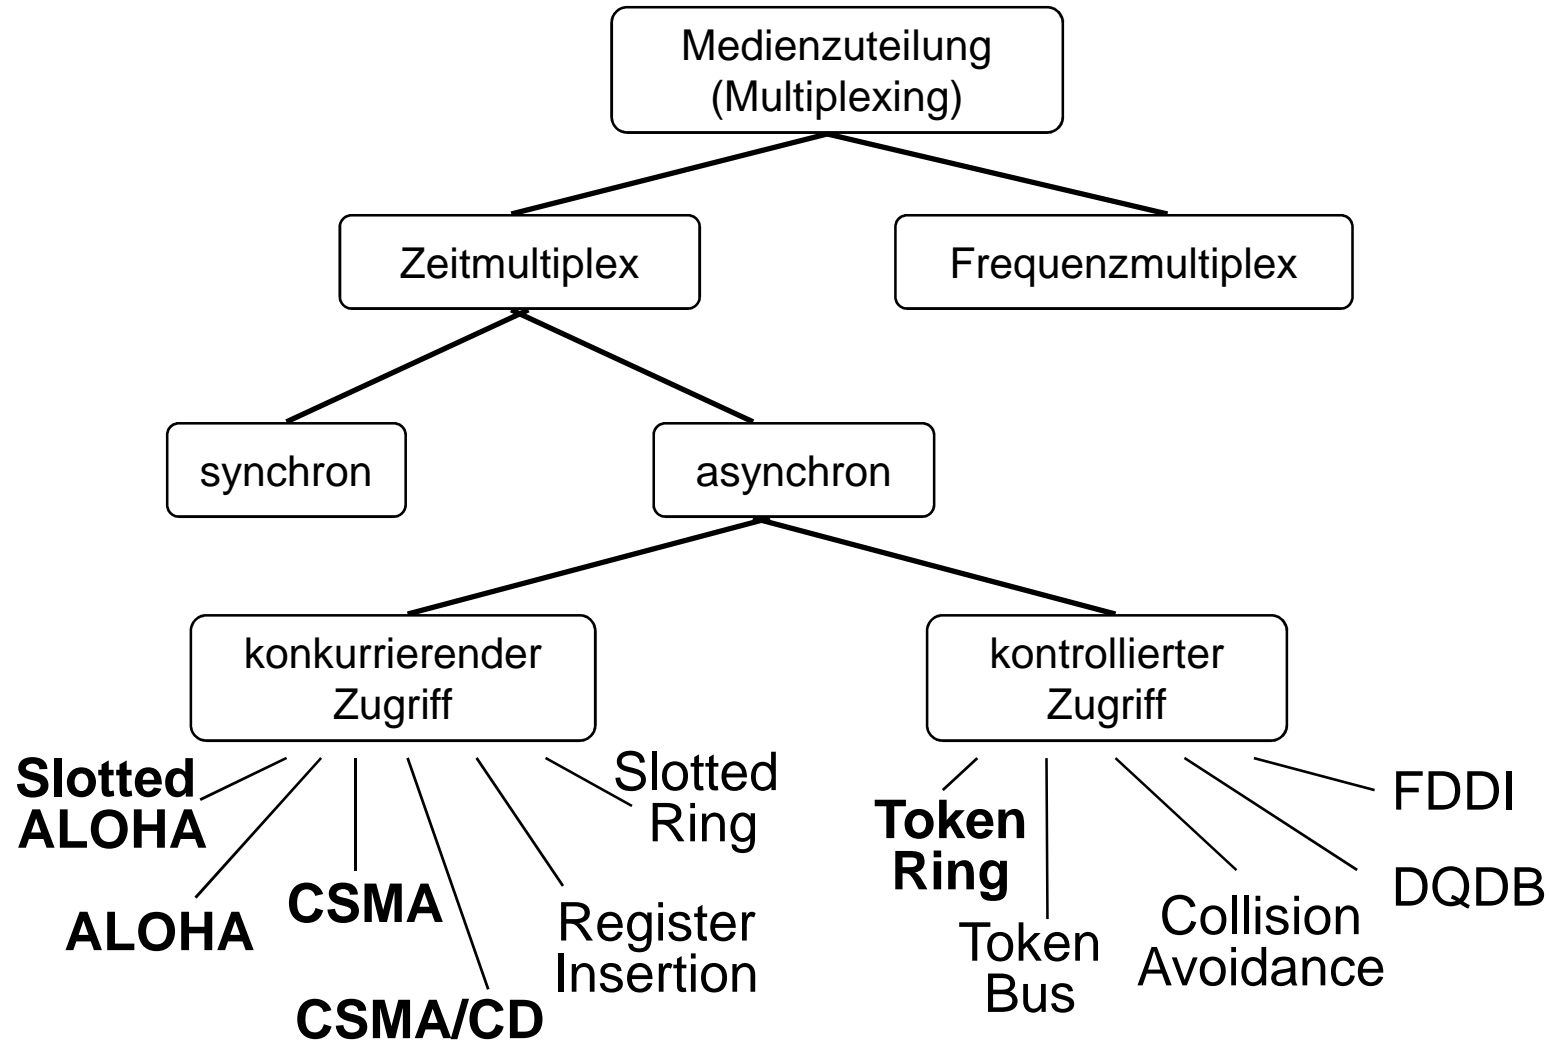 Medienzuteilung
(Multiplexing)
Zeitmultiplex
Frequenzmultiplex
synchron
asynchron
konkurrierender
Zugriff
kontrollierter
Zugriff
Slotted
ALOHA
ALOHA
CSMA
CSMA/CD
Register
Insertion
Slotted
Ring
Token
Ring
Token
Bus
Collision
Avoidance
DQDB
FDDI